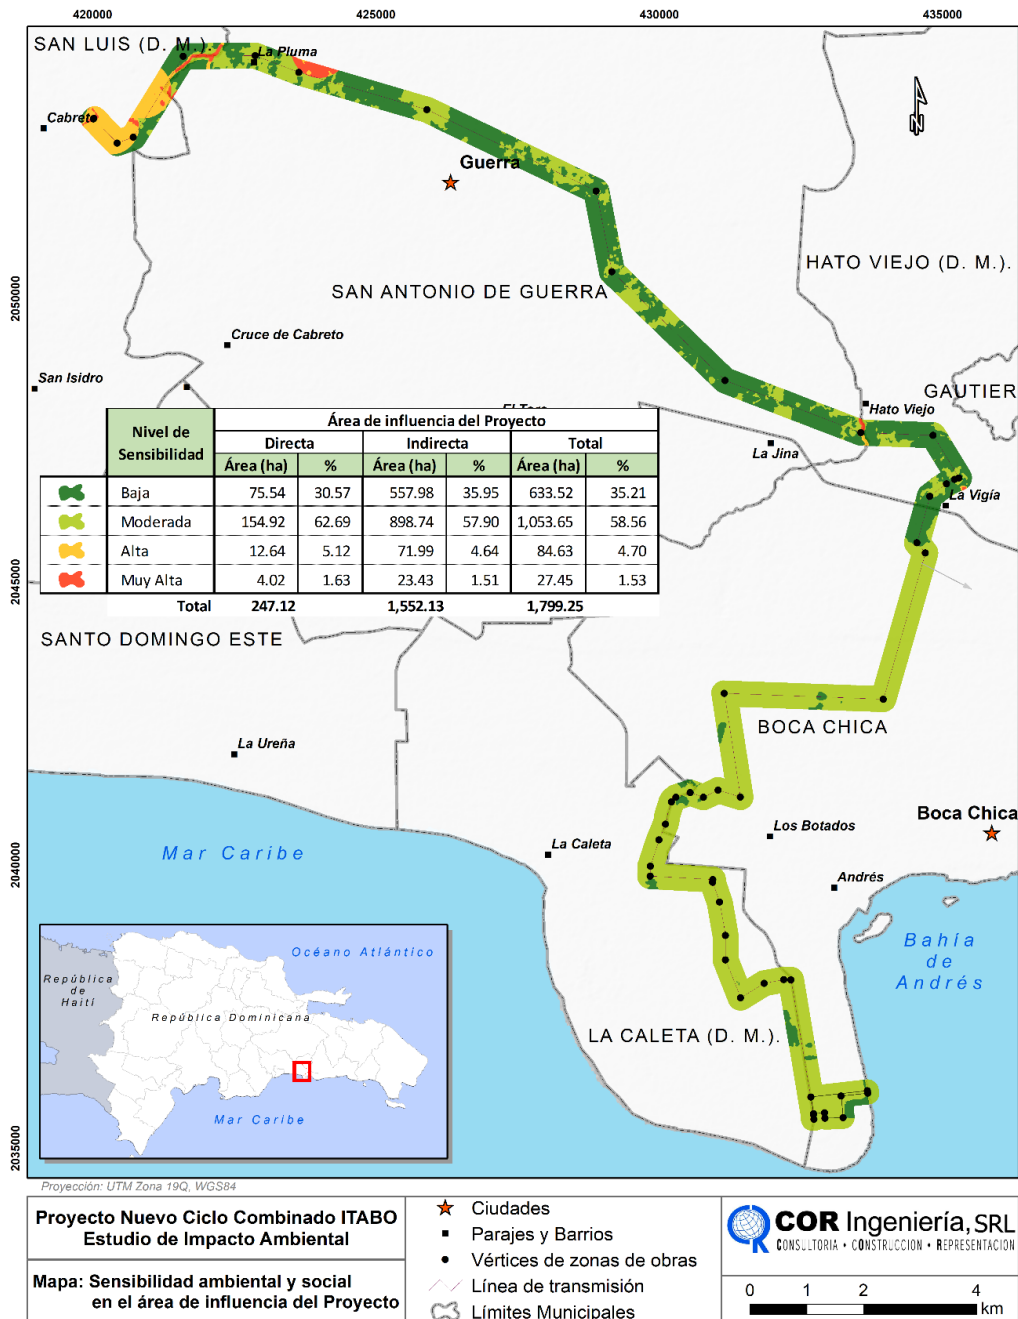 420000 425000 430000 435000
SAN LUIS (D. M.).
La Pluma
Cabreto
Guerra
HATO VIEJO (D. M.).
SAN ANTONIO DE GUERRA
2050000
Cruce de Cabreto
San Isidro
GAUTIER
Hato Viejo
La Jina
La Vigía
Nivel de Sensibilidad
Área de influencia del Proyecto
Directa Indirecta Total
Área (ha) % Área (ha) % Área (ha) %
Baja 75.54 30.57 557.98 35.95 633.52 35.21
Moderada 154.92 62.69 898.74 57.90 1,053.65 58.56
Alta 12.64 5.12 71.99 4.64 84.63 4.70
Muy Alta 4.02 1.63 23.43 1.51 27.45 1.53
Total 247.12 1,552.13 1,799.25
2045000
SANTO DOMINGO ESTE
BOCA CHICA
La Ureña
Boca Chica
Los Botados
La Caleta
Mar Caribe
2040000
Andrés
Bahía
de
Andrés
LA CALETA (D. M.).
Océano Atlántico
República
de
Haití
República Dominicana
Mar Caribe
2035000
Proyección: UTM Zona 19Q, WGS84
N
Proyecto Nuevo Ciclo Combinado ITABO
Estudio de Impacto Ambiental
Mapa: Sensibilidad ambiental y social
en el área de influencia del Proyecto
Ciudades
Parajes y Barrios
Vértices de zonas de obras
Línea de transmisión
Límites Municipales
COR Ingeniería, SRL
CONSULTORIA • CONSTRUCCION • REPRESENTACION
0 1 2 4
km